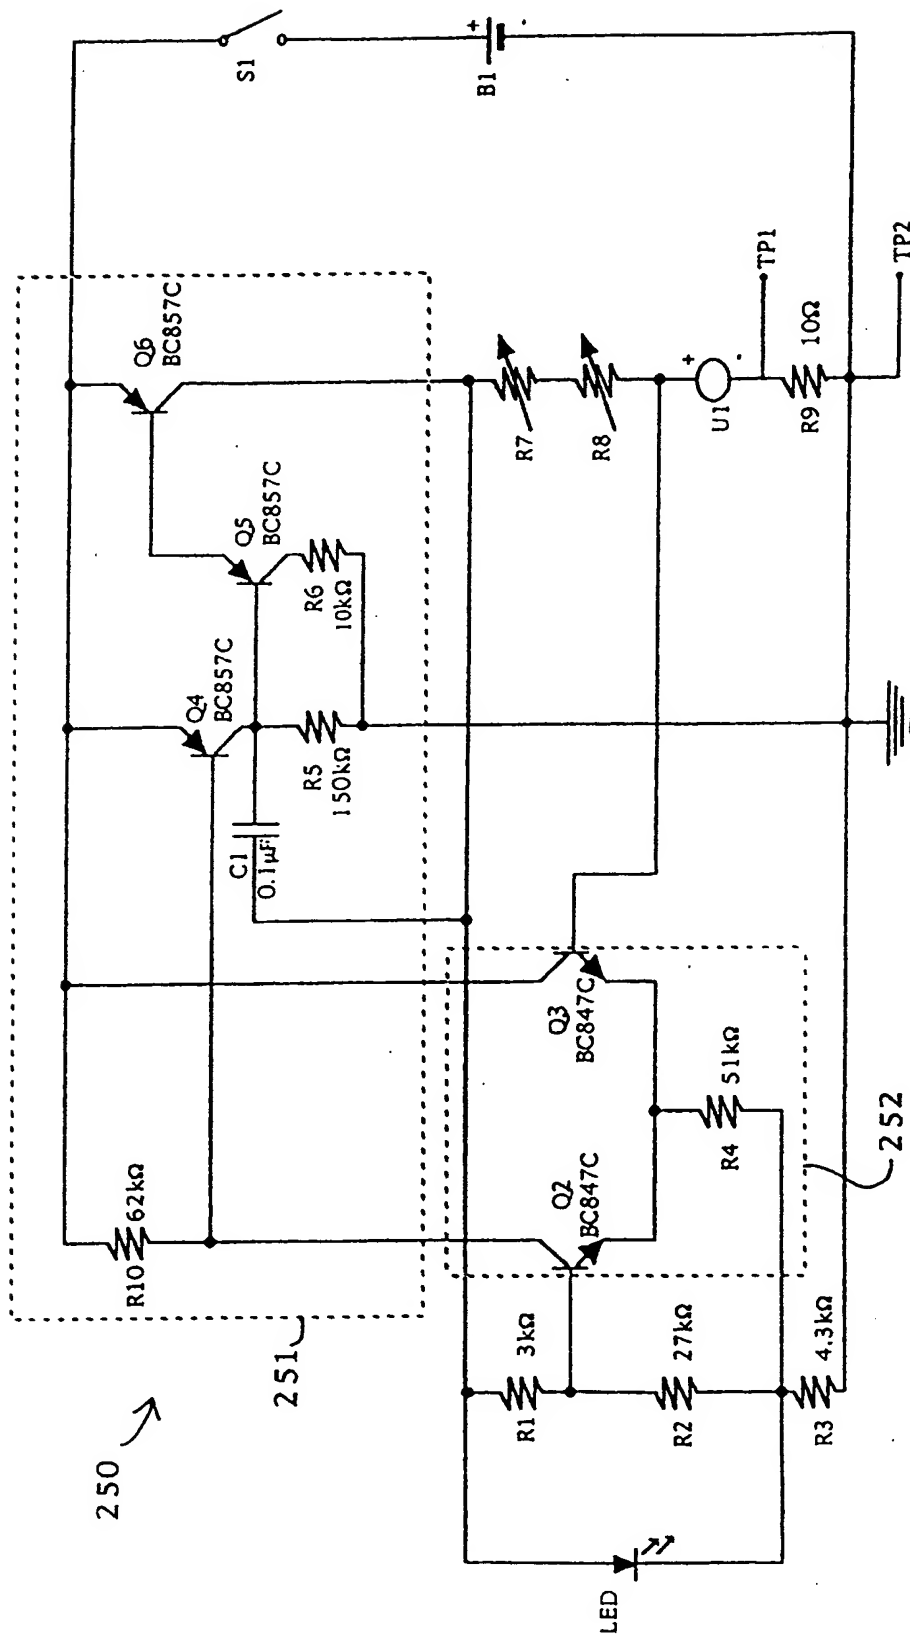 250
251
252
R10
62kΩ
Q4
BC857C
Q5
BC857C
Q6
BC857C
C1
0.1µF
R5
150kΩ
R6
10kΩ
S1
+
B1
LED
R1
3kΩ
R2
27kΩ
R3
4.3kΩ
Q2
BC847C
Q3
BC847C
R4
51kΩ
R7
R8
+
U1
TP1
R9
10Ω
TP2